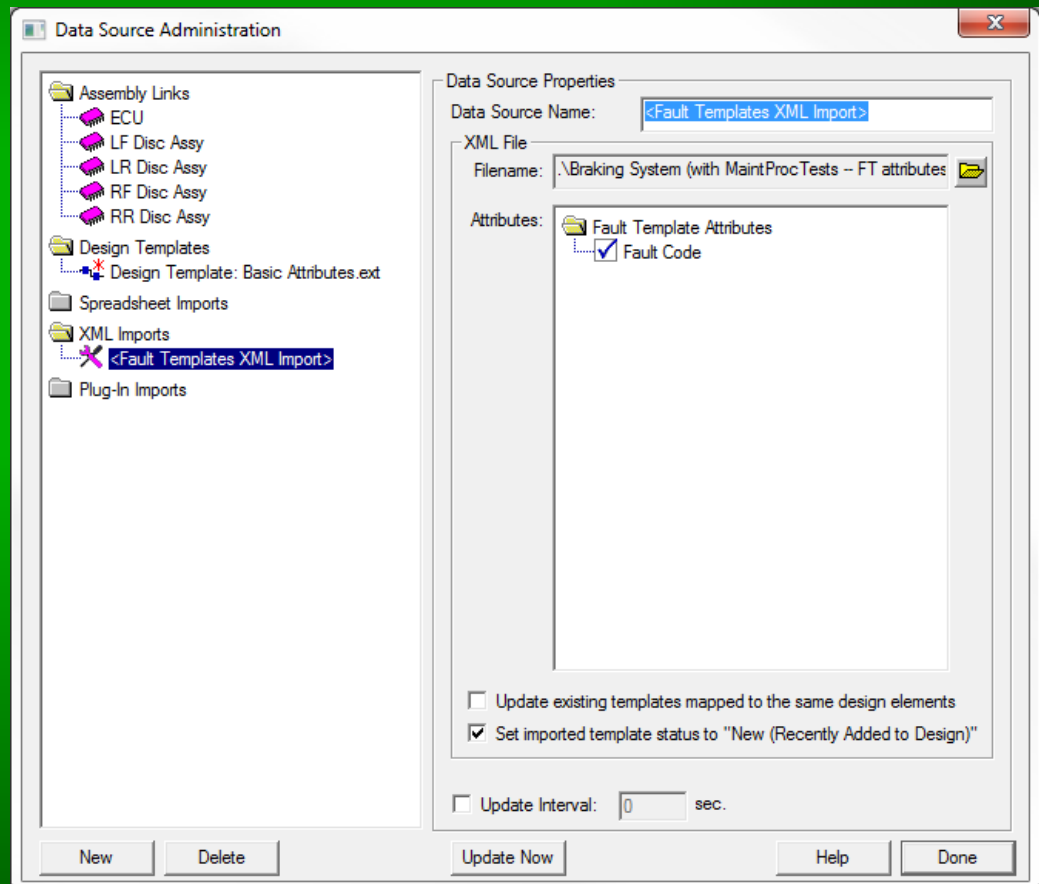 Data Source Administration
Assembly Links
ECU
LF Disc Assy
LR Disc Assy
RF Disc Assy
RR Disc Assy
Design Templates
Design Template: Basic Attributes.ext
Spreadsheet Imports
XML Imports
<Fault Templates XML Import>
Plug-In Imports
Data Source Properties
Data Source Name: <Fault Templates XML Import>
XML File
Filename: .\Braking System (with MaintProcTests -- FT attributes
Attributes:
Fault Template Attributes
Fault Code
Update existing templates mapped to the same design elements
Set imported template status to "New (Recently Added to Design)"
Update Interval: 0 sec.
New Delete Update Now Help Done